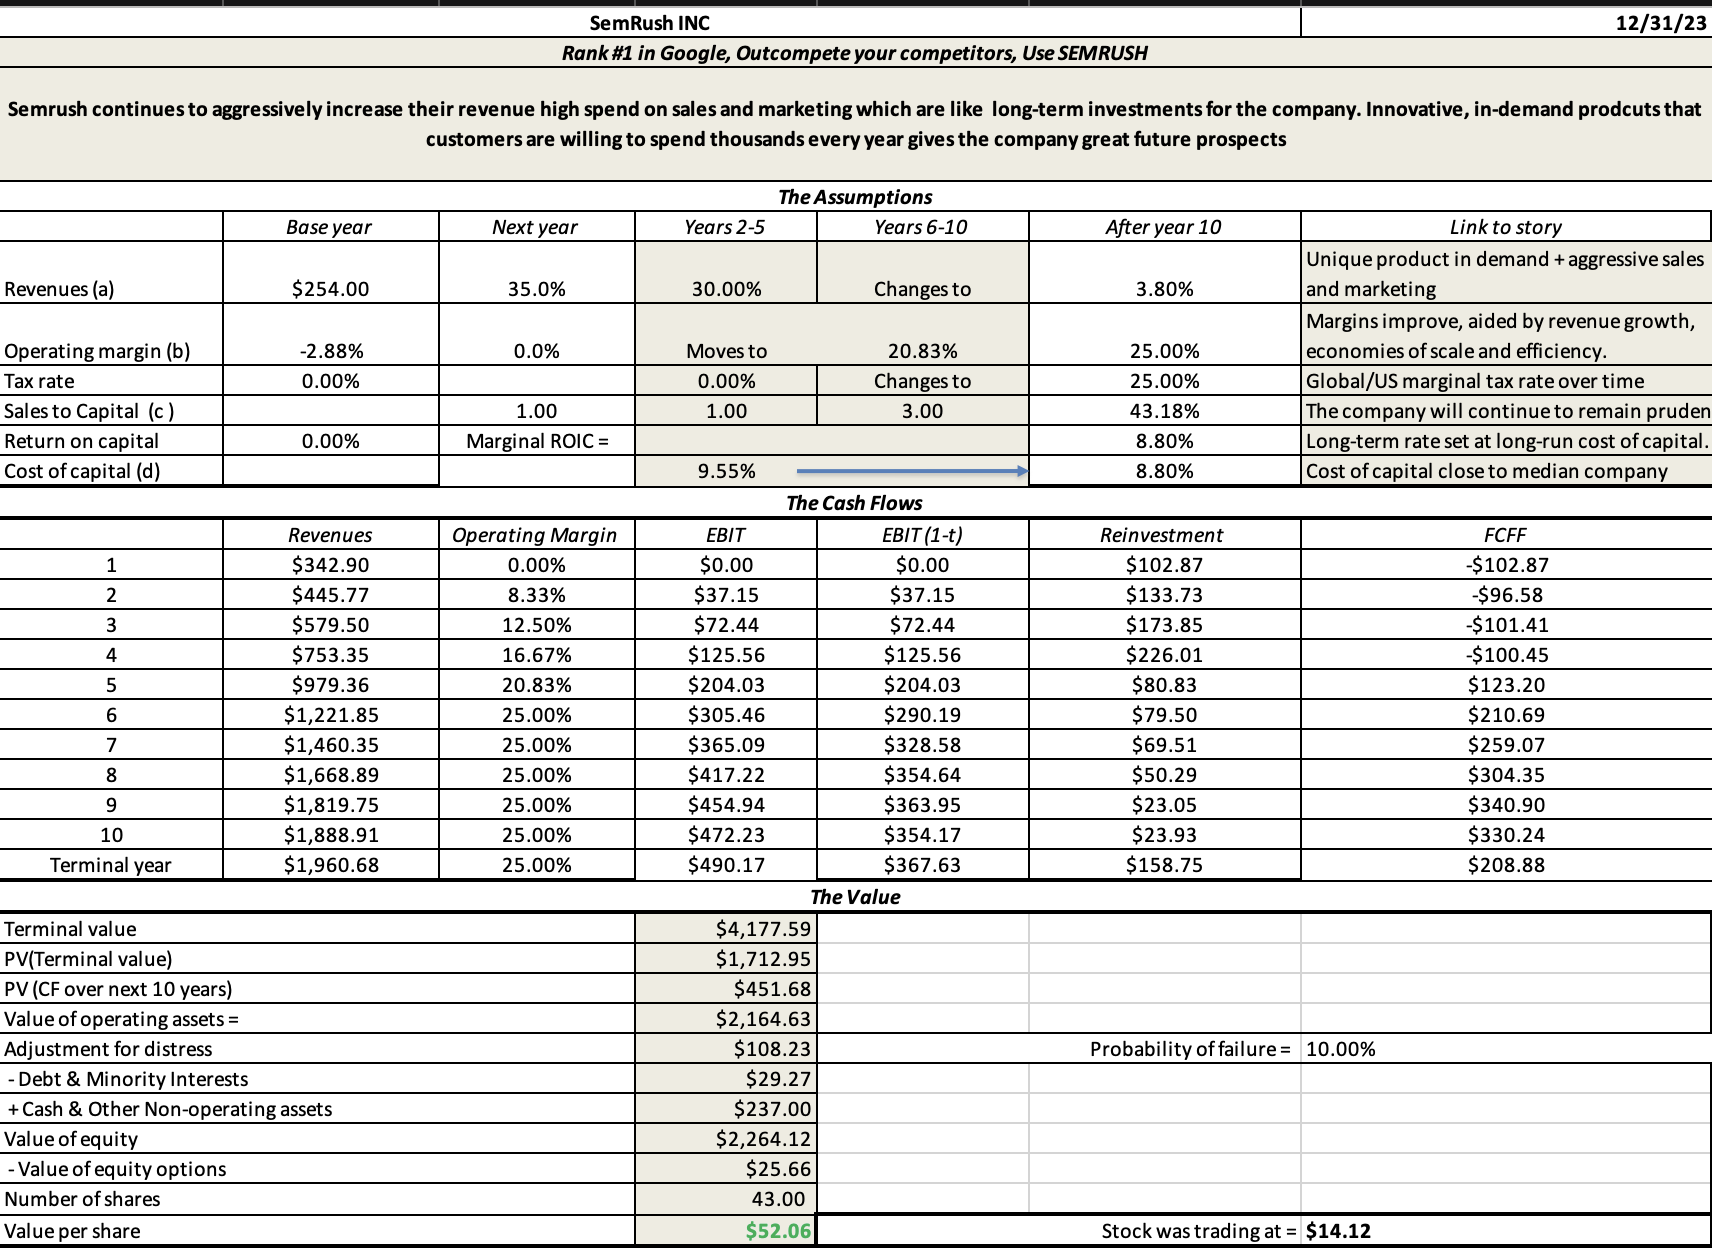 SemRush INC 12/31/23
Rank #1 in Google, Outcompete your competitors, Use SEMRUSH
Semrush continues to aggressively increase their revenue high spend on sales and marketing which are like long-term investments for the company. Innovative, in-demand prodcuts that
customers are willing to spend thousands every year gives the company great future prospects
The Assumptions
Base year Next year Years 2-5 Years 6-10 After year 10 Link to story
Unique product in demand + aggressive sales
Revenues (a) $254.00 35.0% 30.00% Changes to 3.80% and marketing
Margins improve, aided by revenue growth,
Operating margin (b) -2.88% 0.0% Moves to 20.83% 25.00% economies of scale and efficiency.
Tax rate 0.00% 0.00% Changes to 25.00% Global/US marginal tax rate over time
Sales to Capital (c ) 1.00 1.00 3.00 43.18% The company will continue to remain pruden
Return on capital 0.00% Marginal ROIC = 8.80% Long-term rate set at long-run cost of capital.
Cost of capital (d) 9.55% 8.80% Cost of capital close to median company
The Cash Flows
Revenues Operating Margin EBIT EBIT (1-t) Reinvestment FCFF
1 $342.90 0.00% $0.00 $0.00 $102.87 -$102.87
2 $445.77 8.33% $37.15 $37.15 $133.73 -$96.58
3 $579.50 12.50% $72.44 $72.44 $173.85 -$101.41
4 $753.35 16.67% $125.56 $125.56 $226.01 -$100.45
5 $979.36 20.83% $204.03 $204.03 $80.83 $123.20
6 $1,221.85 25.00% $305.46 $290.19 $79.50 $210.69
7 $1,460.35 25.00% $365.09 $328.58 $69.51 $259.07
8 $1,668.89 25.00% $417.22 $354.64 $50.29 $304.35
9 $1,819.75 25.00% $454.94 $363.95 $23.05 $340.90
10 $1,888.91 25.00% $472.23 $354.17 $23.93 $330.24
Terminal year $1,960.68 25.00% $490.17 $367.63 $158.75 $208.88
The Value
Terminal value $4,177.59
PV(Terminal value) $1,712.95
PV (CF over next 10 years) $451.68
Value of operating assets = $2,164.63
Adjustment for distress $108.23 Probability of failure = 10.00%
- Debt & Minority Interests $29.27
+ Cash & Other Non-operating assets $237.00
Value of equity $2,264.12
- Value of equity options $25.66
Number of shares 43.00
Value per share $52.06 Stock was trading at = $14.12